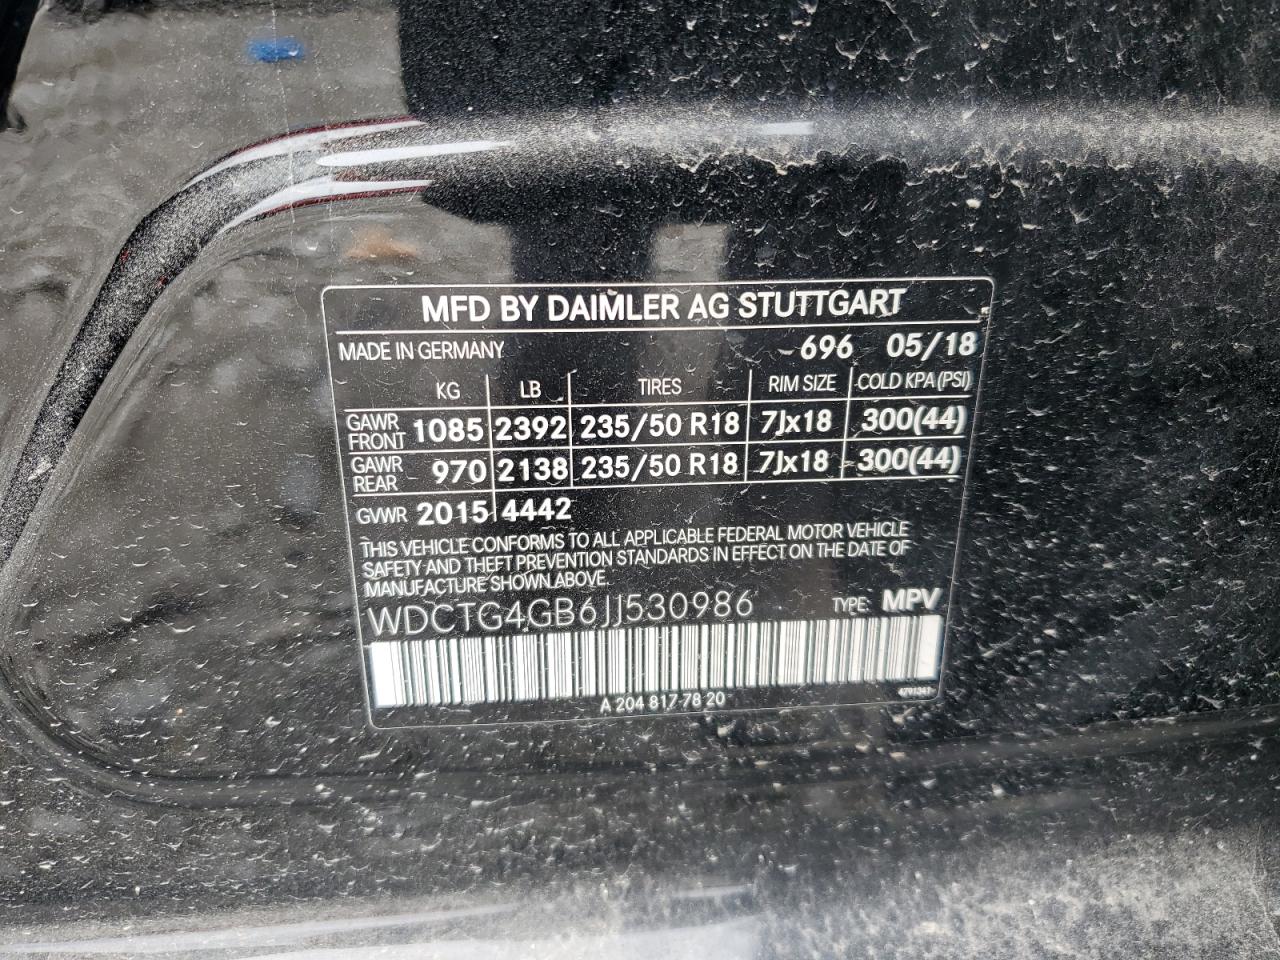 MFD BY DAIMLER AG STUTTGART
MADE IN GERMANY 696 05/18
KG LB TIRES RIM SIZE COLD KPA (PSI)
GAWR FRONT 1085 2392 235/50 R18 7Jx18 300(44)
GAWR REAR 970 2138 235/50 R18 7Jx18 300(44)
GVWR 2015 4442
THIS VEHICLE CONFORMS TO ALL APPLICABLE FEDERAL MOTOR VEHICLE
SAFETY AND THEFT PREVENTION STANDARDS IN EFFECT ON THE DATE OF
MANUFACTURE SHOWN ABOVE.
WDCTG4GB6JJ530986 TYPE: MPV
A 204 817 78 20 4791341